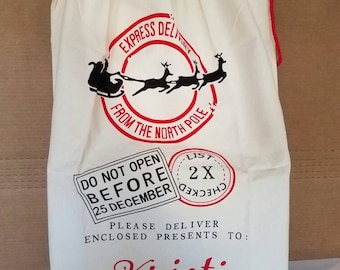 EXPRESS DELIVERY
FROM THE NORTH POLE
DO NOT OPEN
BEFORE
25 DECEMBER
LIST
2X
CHECKED
PLEASE DELIVER
ENCLOSED PRESENTS TO: